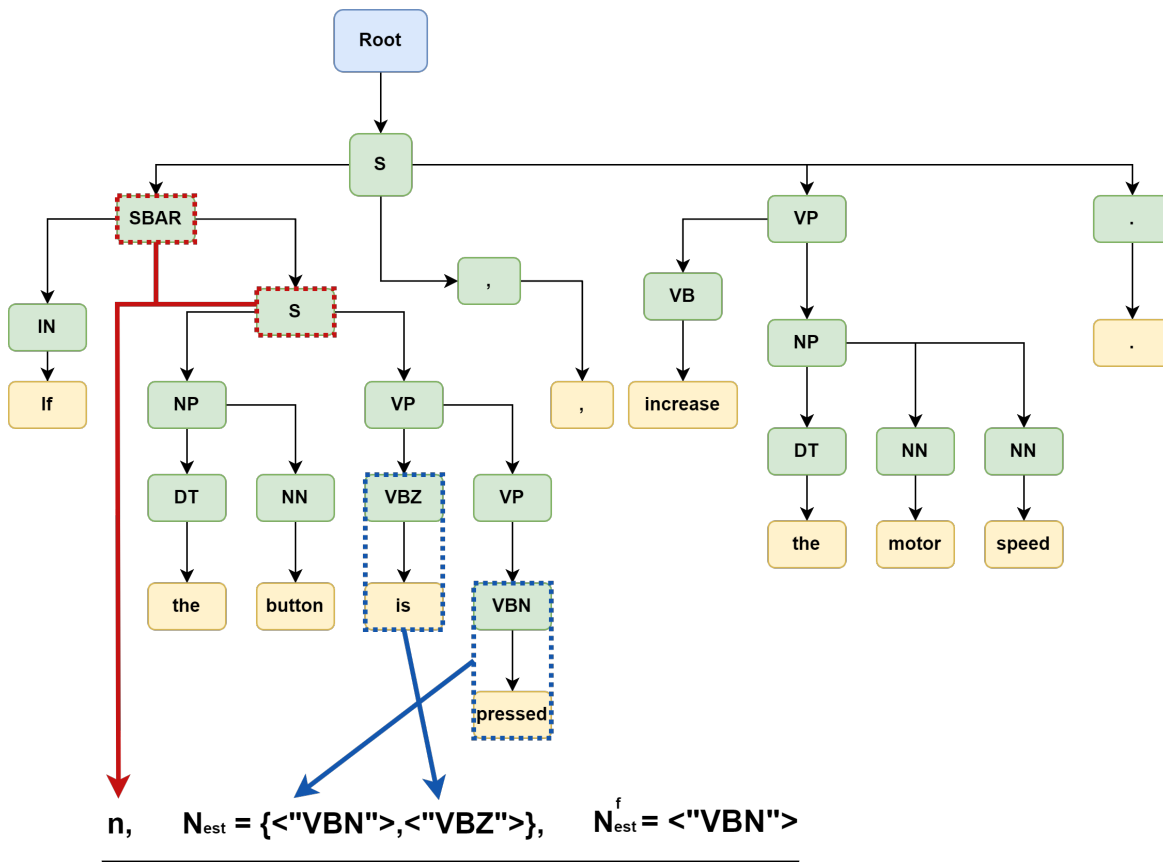 Root
S
SBAR
VP
.
IN
S
,
VB
NP
.
If
NP
VP
,
increase
DT
NN
NN
DT
NN
VBZ
VP
the
motor
speed
the
button
is
VBN
pressed
n, Nest = {<"VBN">,<"VBZ">}, Nfest = <"VBN">